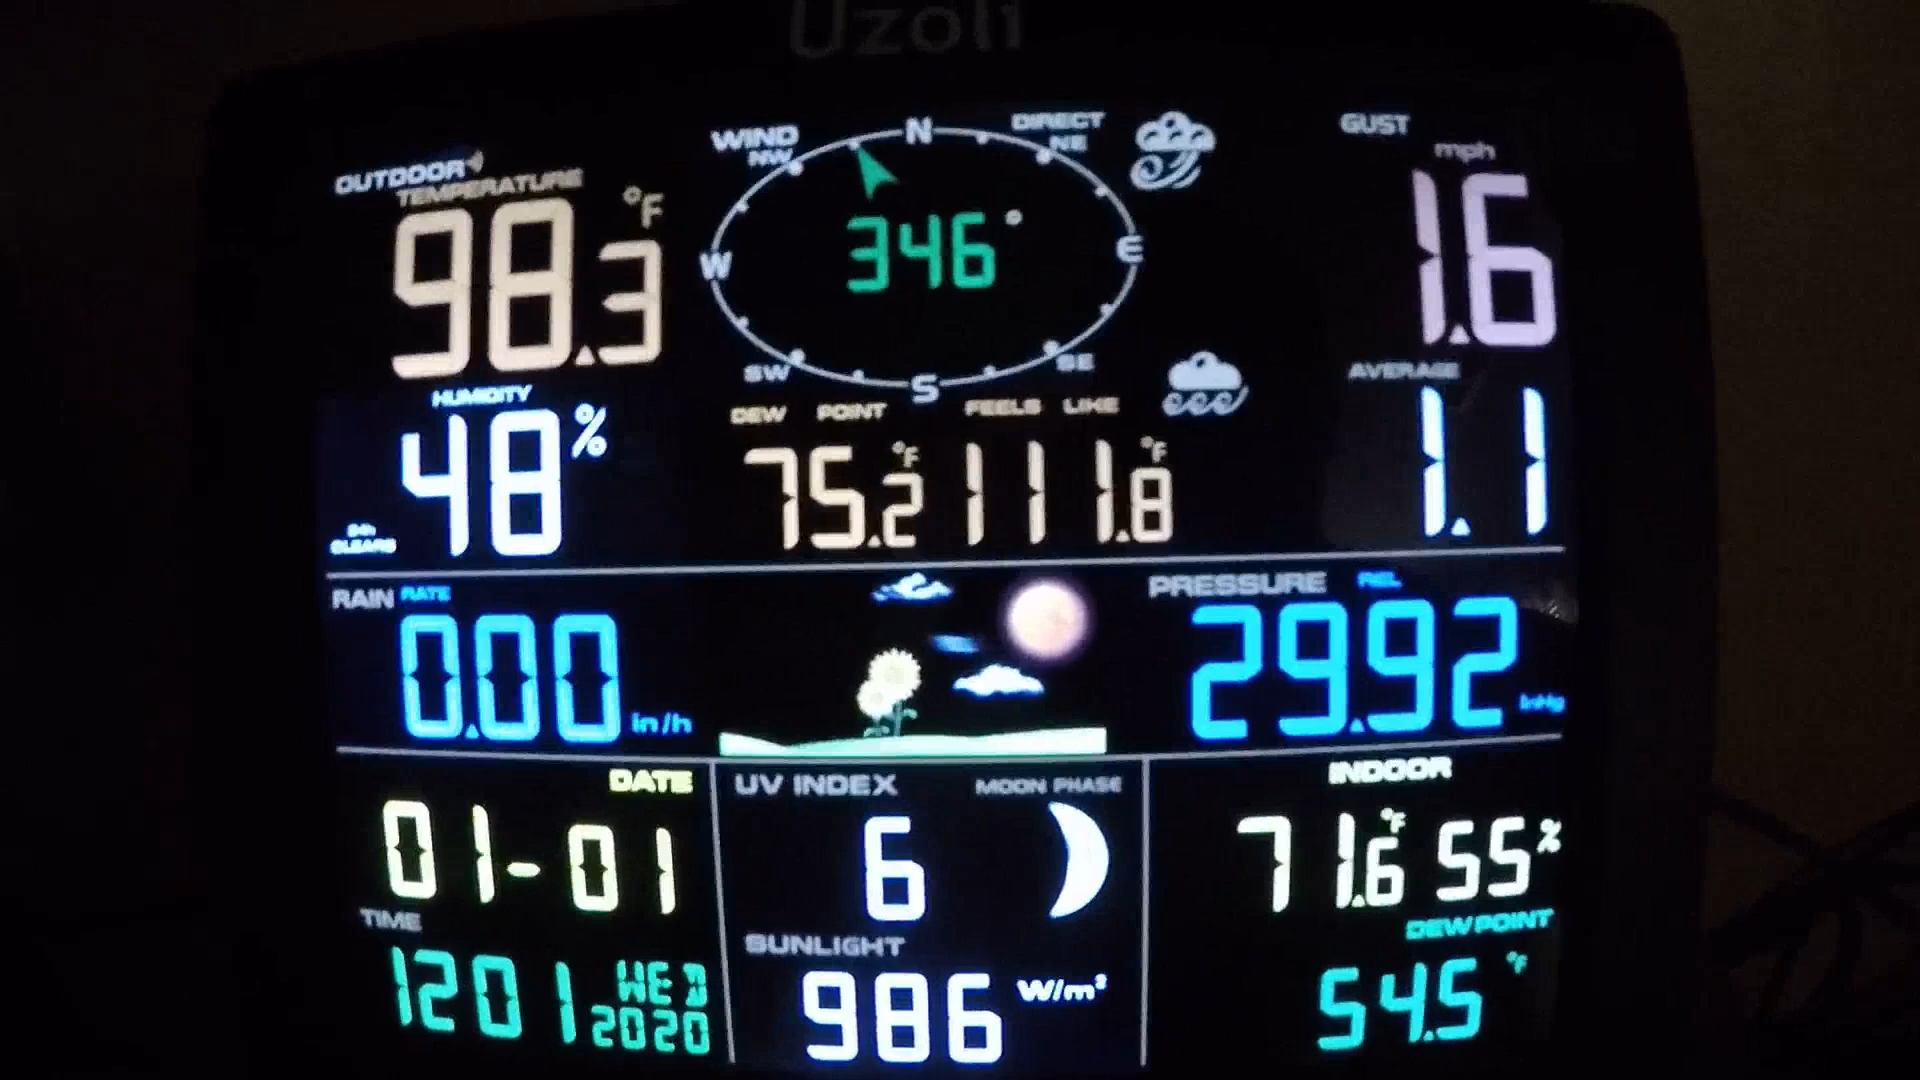 Uzoli
OUTDOOR
TEMPERATURE
98.3 °F
HUMIDITY
48%
24h
CLEARS
WIND DIRECT
N
NW NE
346°
W E
SW SE
S
DEW POINT FEELS LIKE
75.2 °F 111.8 °F
GUST
mph
1.6
AVERAGE
1.1
RAIN RATE
0.00 in/h
PRESSURE REL
29.92 inHg
DATE
01-01
TIME
1201 WED
2020
UV INDEX MOON PHASE
6
SUNLIGHT
986 W/m²
INDOOR
71.6 °F 55%
DEWPOINT
54.5 °F